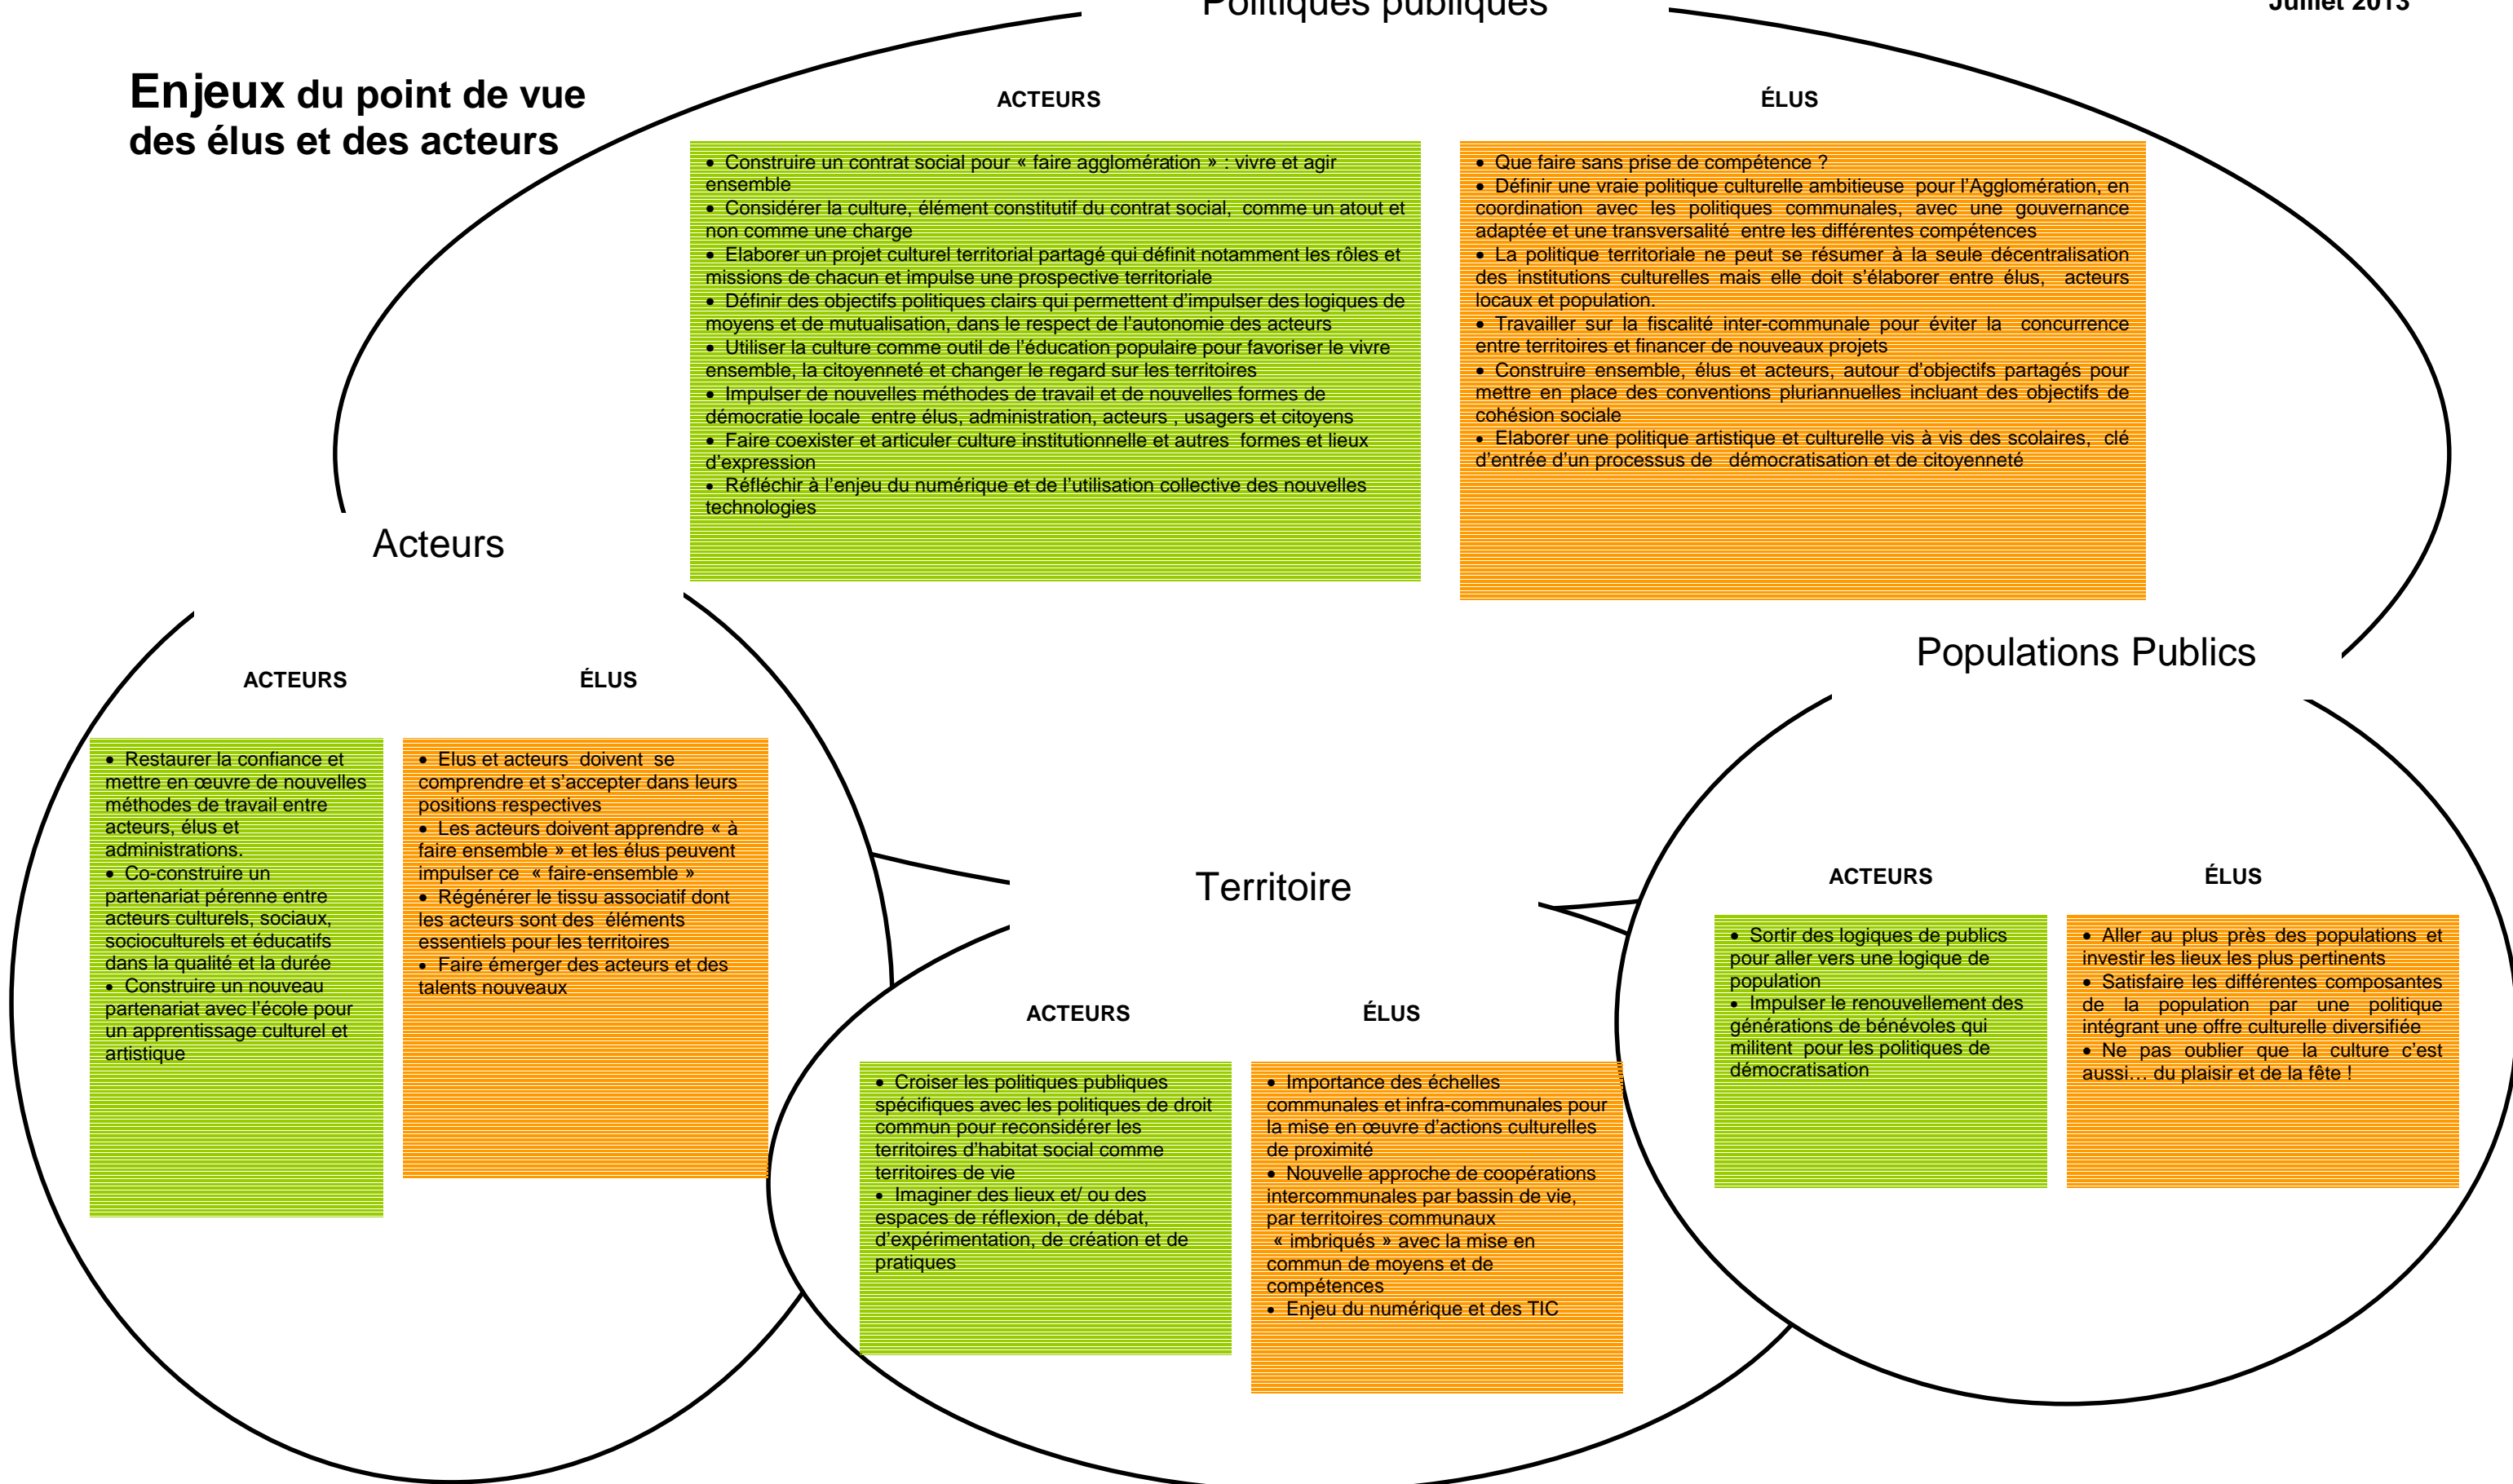 Politiques publiques
Juillet 2013
Enjeux du point de vue
des élus et des acteurs
ACTEURS
• Construire un contrat social pour « faire agglomération » : vivre et agir
ensemble
• Considérer la culture, élément constitutif du contrat social, comme un atout et
non comme une charge
• Elaborer un projet culturel territorial partagé qui définit notamment les rôles et
missions de chacun et impulse une prospective territoriale
• Définir des objectifs politiques clairs qui permettent d'impulser des logiques de
moyens et de mutualisation, dans le respect de l'autonomie des acteurs
• Utiliser la culture comme outil de l'éducation populaire pour favoriser le vivre
ensemble, la citoyenneté et changer le regard sur les territoires
• Impulser de nouvelles méthodes de travail et de nouvelles formes de
démocratie locale entre élus, administration, acteurs , usagers et citoyens
• Faire coexister et articuler culture institutionnelle et autres formes et lieux
d'expression
• Réfléchir à l'enjeu du numérique et de l'utilisation collective des nouvelles
technologies
ÉLUS
• Que faire sans prise de compétence ?
• Définir une vraie politique culturelle ambitieuse pour l'Agglomération, en
coordination avec les politiques communales, avec une gouvernance
adaptée et une transversalité entre les différentes compétences
• La politique territoriale ne peut se résumer à la seule décentralisation
des institutions culturelles mais elle doit s'élaborer entre élus, acteurs
locaux et population.
• Travailler sur la fiscalité inter-communale pour éviter la concurrence
entre territoires et financer de nouveaux projets
• Construire ensemble, élus et acteurs, autour d'objectifs partagés pour
mettre en place des conventions pluriannuelles incluant des objectifs de
cohésion sociale
• Elaborer une politique artistique et culturelle vis à vis des scolaires, clé
d'entrée d'un processus de démocratisation et de citoyenneté
Acteurs
ACTEURS
• Restaurer la confiance et
mettre en œuvre de nouvelles
méthodes de travail entre
acteurs, élus et
administrations.
• Co-construire un
partenariat pérenne entre
acteurs culturels, sociaux,
socioculturels et éducatifs
dans la qualité et la durée
• Construire un nouveau
partenariat avec l'école pour
un apprentissage culturel et
artistique
ÉLUS
• Elus et acteurs doivent se
comprendre et s'accepter dans leurs
positions respectives
• Les acteurs doivent apprendre « à
faire ensemble » et les élus peuvent
impulser ce « faire-ensemble »
• Régénérer le tissu associatif dont
les acteurs sont des éléments
essentiels pour les territoires
• Faire émerger des acteurs et des
talents nouveaux
Territoire
ACTEURS
• Croiser les politiques publiques
spécifiques avec les politiques de droit
commun pour reconsidérer les
territoires d'habitat social comme
territoires de vie
• Imaginer des lieux et/ ou des
espaces de réflexion, de débat,
d'expérimentation, de création et de
pratiques
ÉLUS
• Importance des échelles
communales et infra-communales pour
la mise en œuvre d'actions culturelles
de proximité
• Nouvelle approche de coopérations
intercommunales par bassin de vie,
par territoires communaux
« imbriqués » avec la mise en
commun de moyens et de
compétences
• Enjeu du numérique et des TIC
Populations Publics
ACTEURS
• Sortir des logiques de publics
pour aller vers une logique de
population
• Impulser le renouvellement des
générations de bénévoles qui
militent pour les politiques de
démocratisation
ÉLUS
• Aller au plus près des populations et
investir les lieux les plus pertinents
• Satisfaire les différentes composantes
de la population par une politique
intégrant une offre culturelle diversifiée
• Ne pas oublier que la culture c'est
aussi… du plaisir et de la fête !